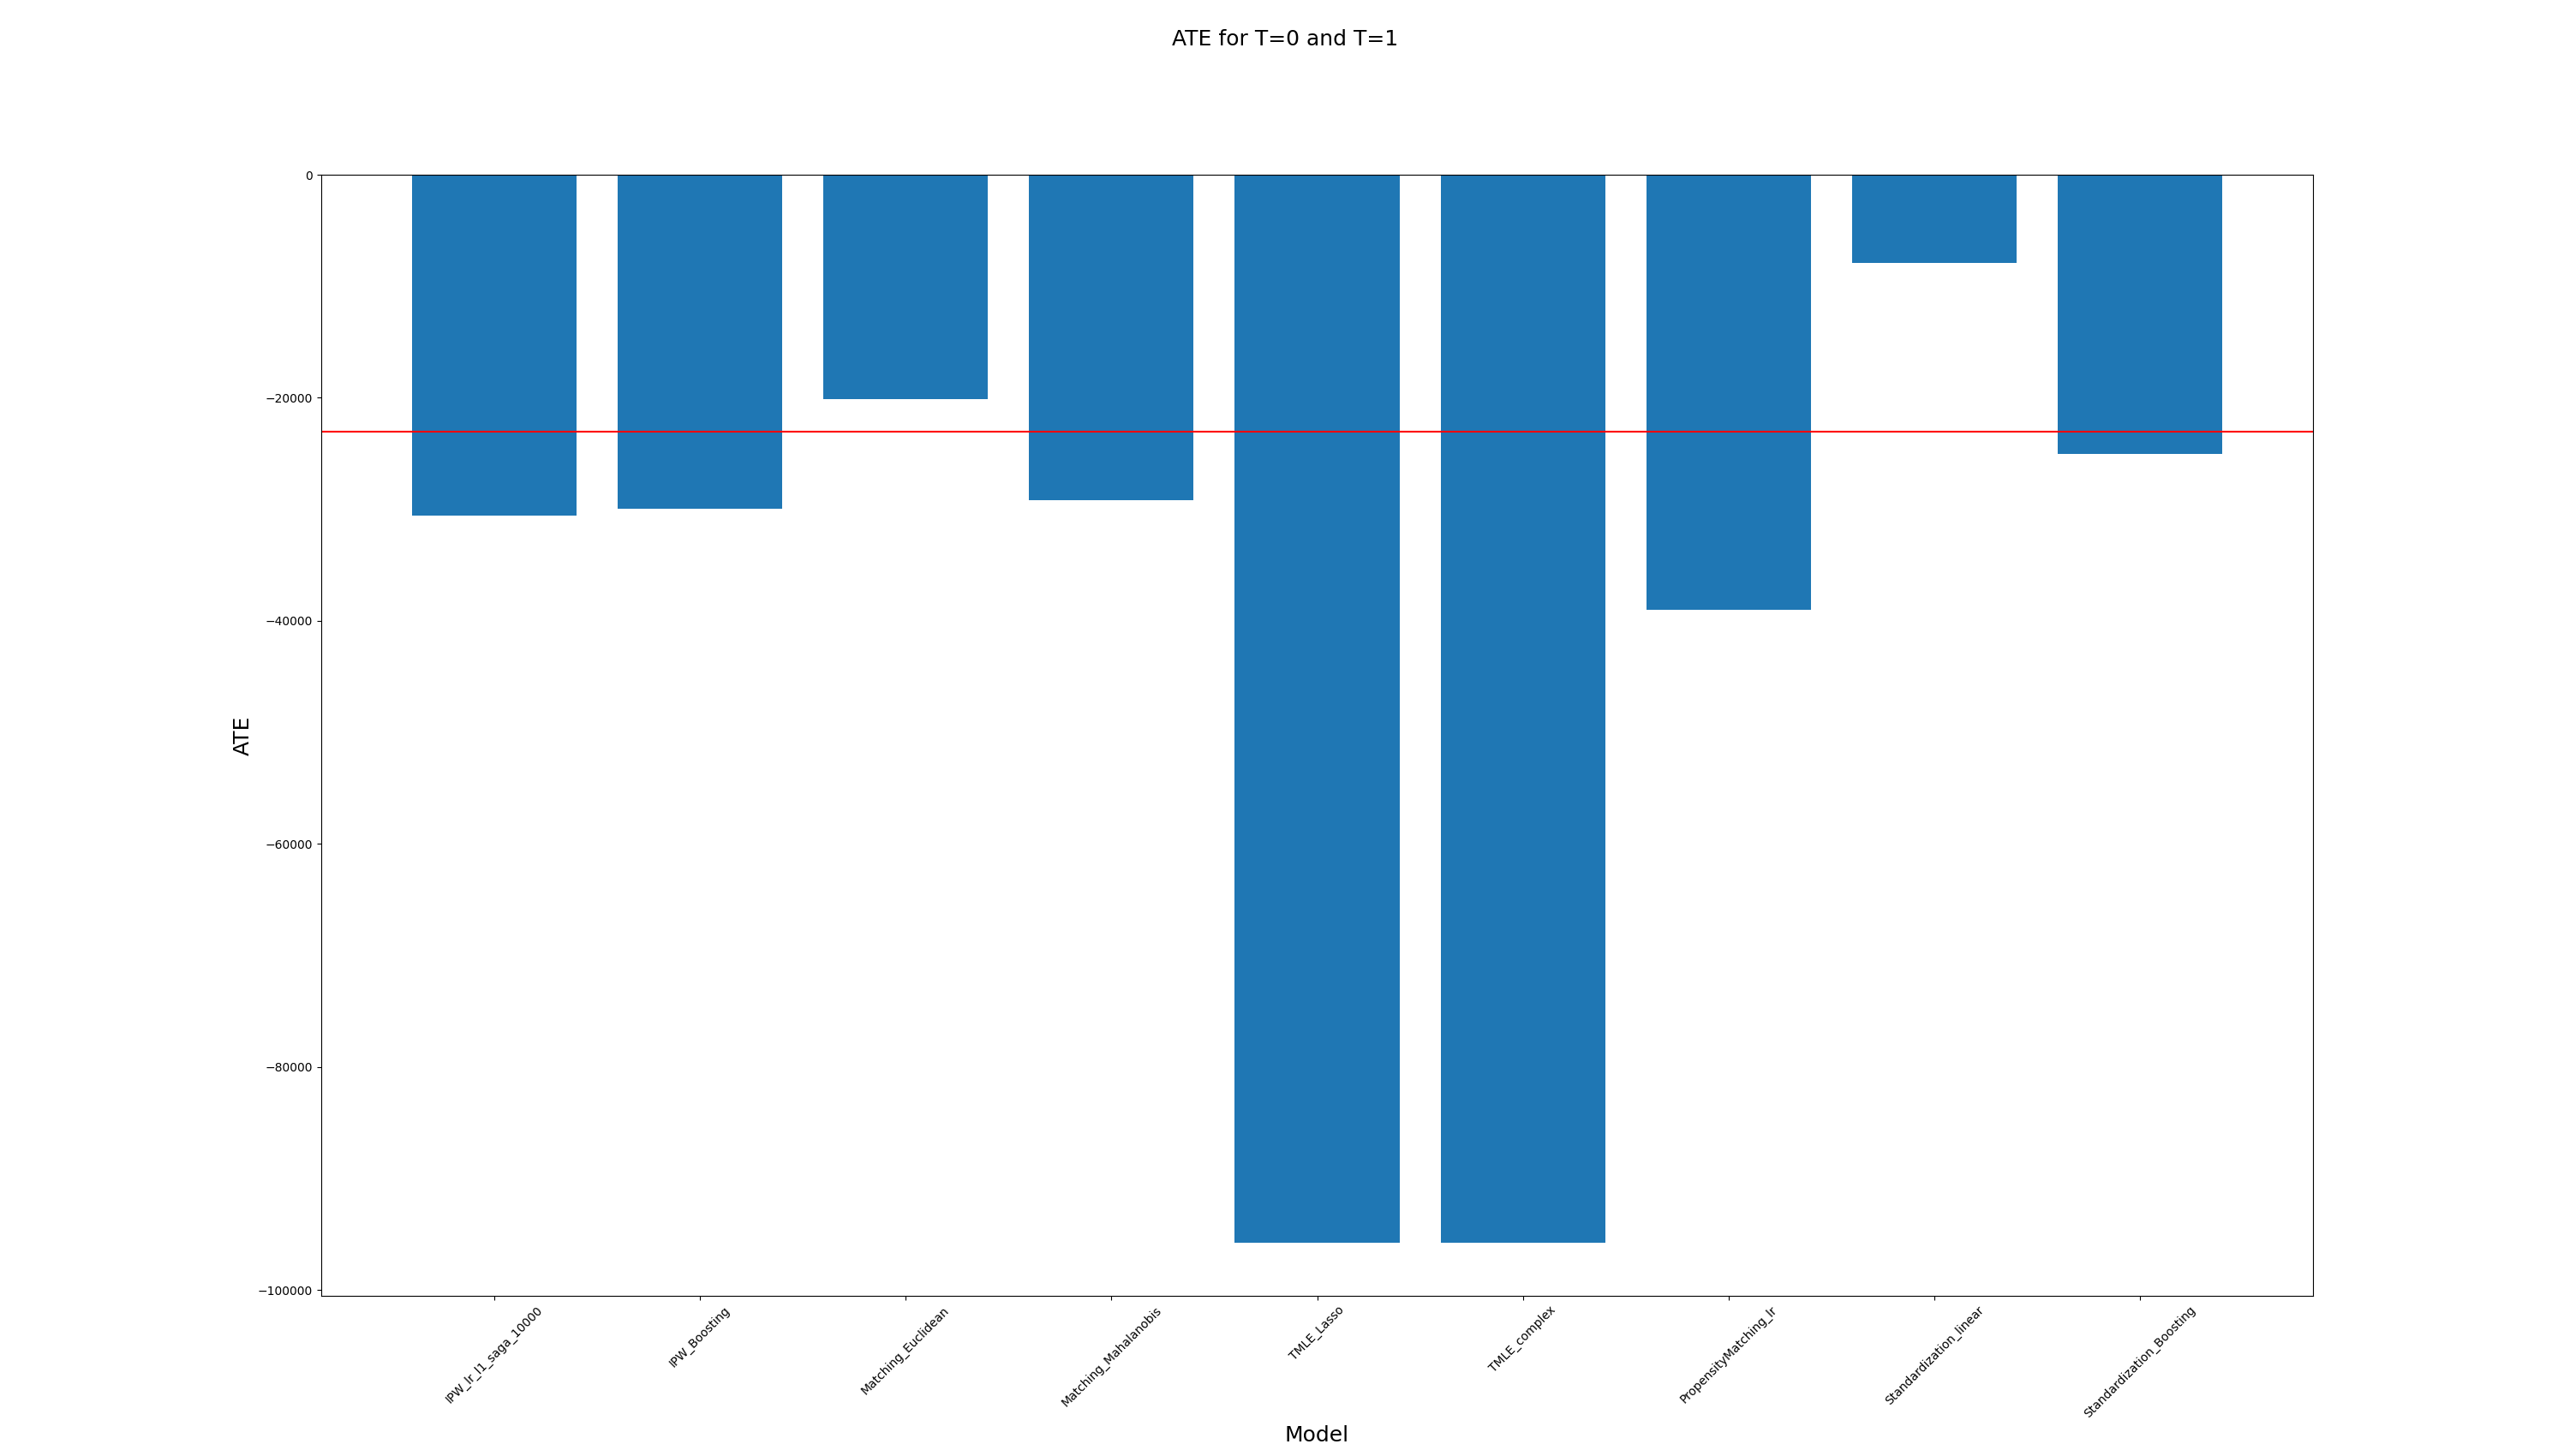 ATE for T=0 and T=1
0
−20000
−40000
−60000
−80000
−100000
ATE
IPW_lr_l1_saga_10000
IPW_Boosting
Matching_Euclidean
Matching_Mahalanobis
TMLE_Lasso
TMLE_complex
PropensityMatching_lr
Standardization_linear
Standardization_Boosting
Model